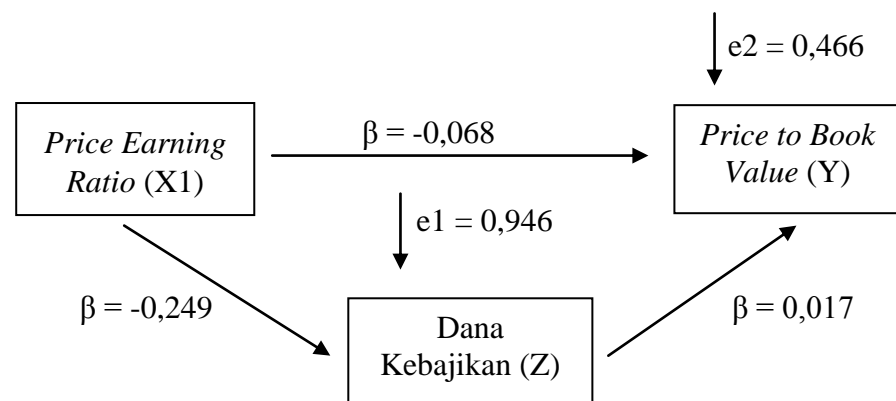 e2 = 0,466
Price Earning
Ratio (X1)
β = -0,068
Price to Book
Value (Y)
e1 = 0,946
β = -0,249
Dana
Kebajikan (Z)
β = 0,017